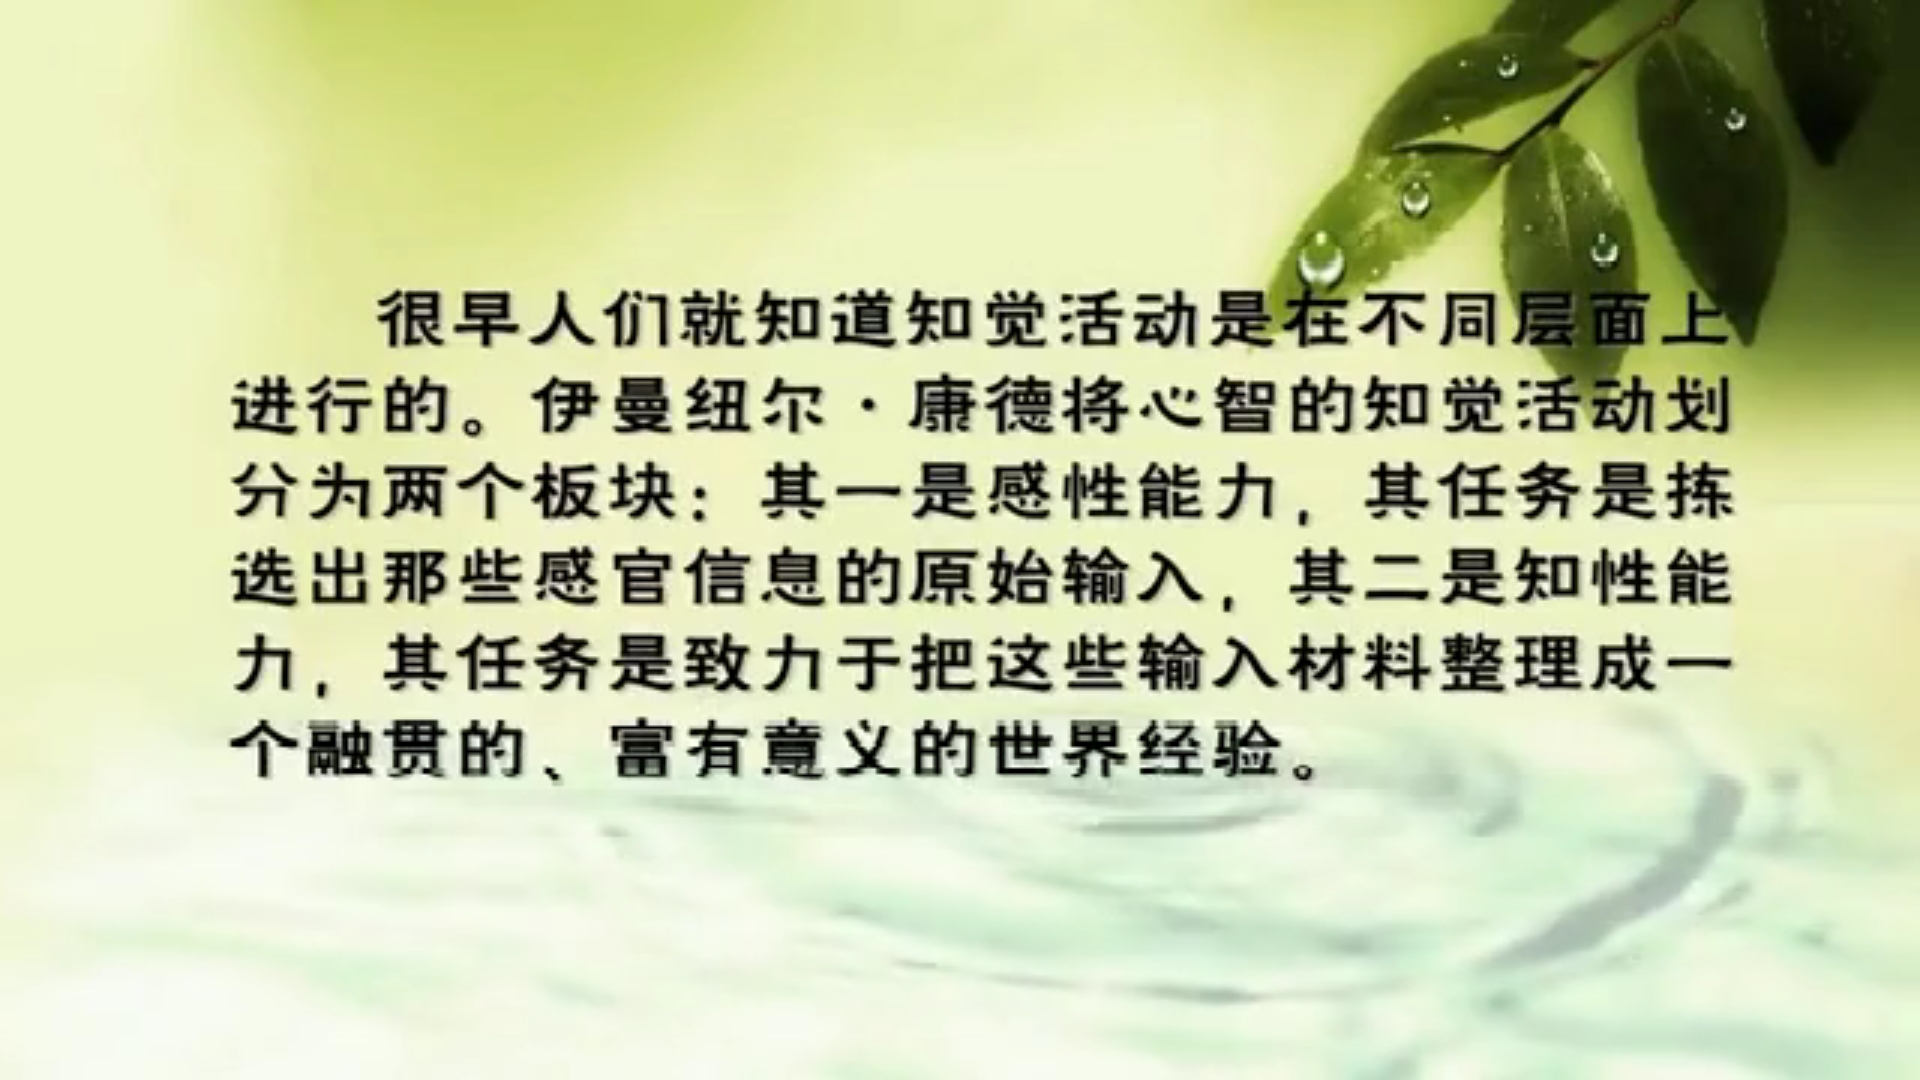 很早人们就知道知觉活动是在不同层面上
进行的。伊曼纽尔·康德将心智的知觉活动划
分为两个板块：其一是感性能力，其任务是拣
选出那些感官信息的原始输入，其二是知性能
力，其任务是致力于把这些输入材料整理成一
个融贯的、富有意义的世界经验。